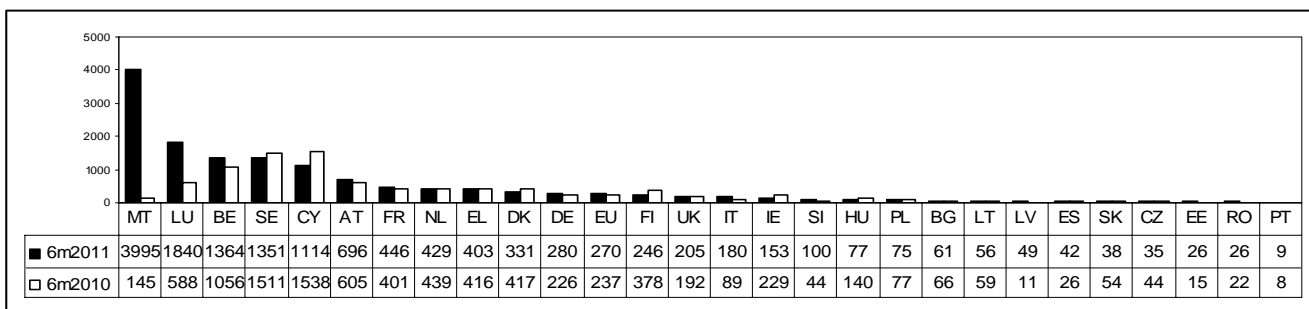 5000
4000
3000
2000
1000
0
MT LU BE SE CY AT FR NL EL DK DE EU FI UK IT IE SI HU PL BG LT LV ES SK CZ EE RO PT
6m2011 3995 1840 1364 1351 1114 696 446 429 403 331 280 270 246 205 180 153 100 77 75 61 56 49 42 38 35 26 26 9
6m2010 145 588 1056 1511 1538 605 401 439 416 417 226 237 378 192 89 229 44 140 77 66 59 11 26 54 44 15 22 8